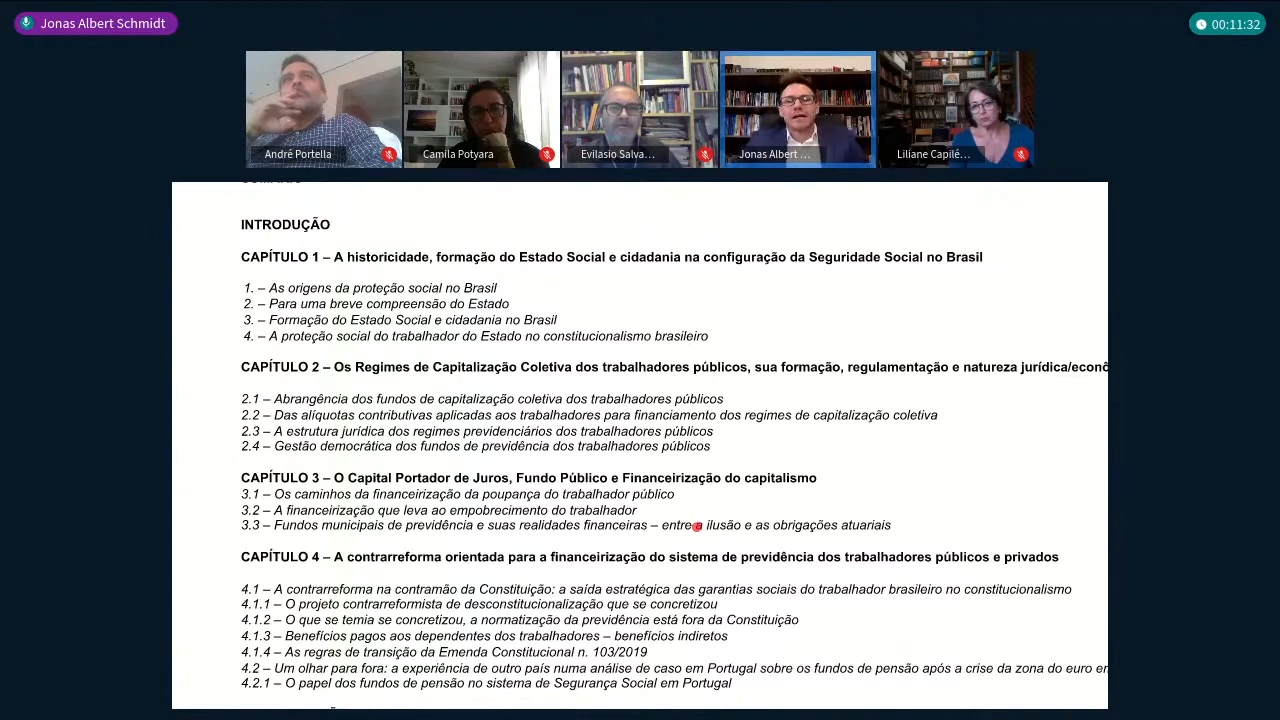 Jonas Albert Schmidt
00:11:32
André Portella
Camila Potyara
Evilasio Salva…
Jonas Albert …
Liliane Capilé…
INTRODUÇÃO
CAPÍTULO 1 – A historicidade, formação do Estado Social e cidadania na configuração da Seguridade Social no Brasil
1. – As origens da proteção social no Brasil
2. – Para uma breve compreensão do Estado
3. – Formação do Estado Social e cidadania no Brasil
4. – A proteção social do trabalhador do Estado no constitucionalismo brasileiro
CAPÍTULO 2 – Os Regimes de Capitalização Coletiva dos trabalhadores públicos, sua formação, regulamentação e natureza jurídica/econô
2.1 – Abrangência dos fundos de capitalização coletiva dos trabalhadores públicos
2.2 – Das alíquotas contributivas aplicadas aos trabalhadores para financiamento dos regimes de capitalização coletiva
2.3 – A estrutura jurídica dos regimes previdenciários dos trabalhadores públicos
2.4 – Gestão democrática dos fundos de previdência dos trabalhadores públicos
CAPÍTULO 3 – O Capital Portador de Juros, Fundo Público e Financeirização do capitalismo
3.1 – Os caminhos da financeirização da poupança do trabalhador público
3.2 – A financeirização que leva ao empobrecimento do trabalhador
3.3 – Fundos municipais de previdência e suas realidades financeiras – entre a ilusão e as obrigações atuariais
CAPÍTULO 4 – A contrarreforma orientada para a financeirização do sistema de previdência dos trabalhadores públicos e privados
4.1 – A contrarreforma na contramão da Constituição: a saída estratégica das garantias sociais do trabalhador brasileiro no constitucionalismo
4.1.1 – O projeto contrarreformista de desconstitucionalização que se concretizou
4.1.2 – O que se temia se concretizou, a normatização da previdência está fora da Constituição
4.1.3 – Benefícios pagos aos dependentes dos trabalhadores – benefícios indiretos
4.1.4 – As regras de transição da Emenda Constitucional n. 103/2019
4.2 – Um olhar para fora: a experiência de outro país numa análise de caso em Portugal sobre os fundos de pensão após a crise da zona do euro
4.2.1 – O papel dos fundos de pensão no sistema de Segurança Social em Portugal